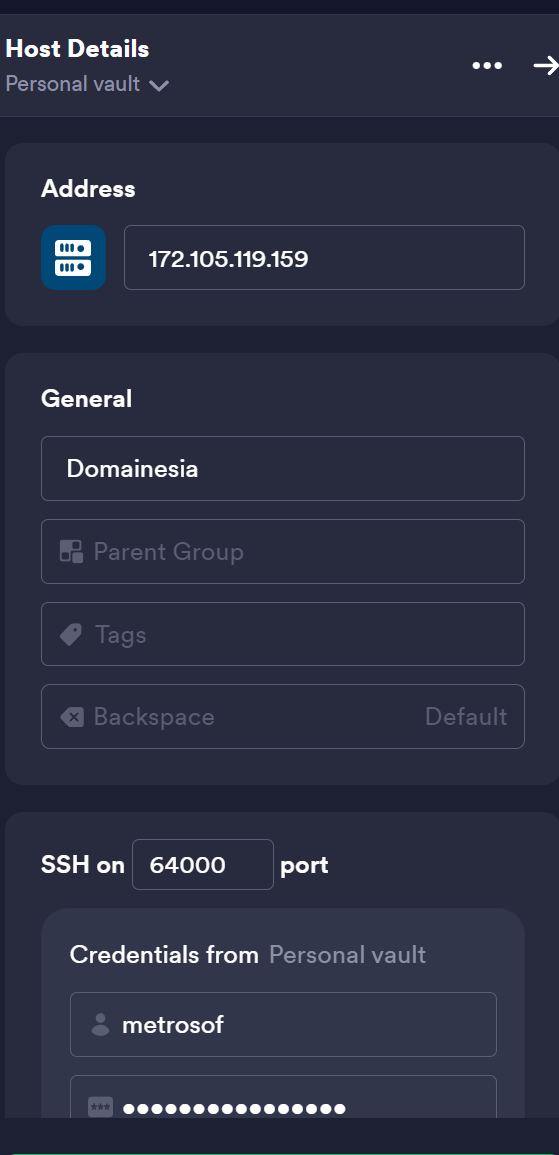 Host Details
Personal vault
Address
172.105.119.159
General
Domainesia
Parent Group
Tags
Backspace Default
SSH on 64000 port
Credentials from Personal vault
metrosof
••••••••••••••••